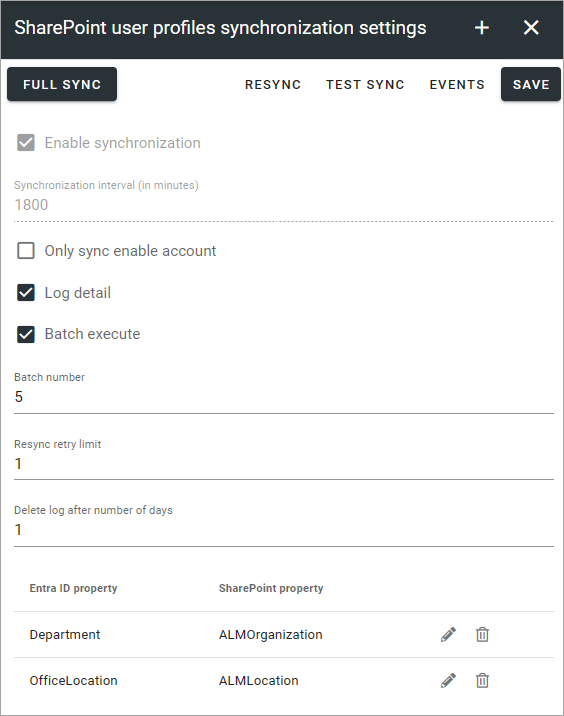 SharePoint user profiles synchronization settings
FULL SYNC RESYNC TEST SYNC EVENTS SAVE
Enable synchronization
Synchronization interval (in minutes)
1800
Only sync enable account
Log detail
Batch execute
Batch number
5
Resync retry limit
1
Delete log after number of days
1
Entra ID property SharePoint property
Department ALMOrganization
OfficeLocation ALMLocation